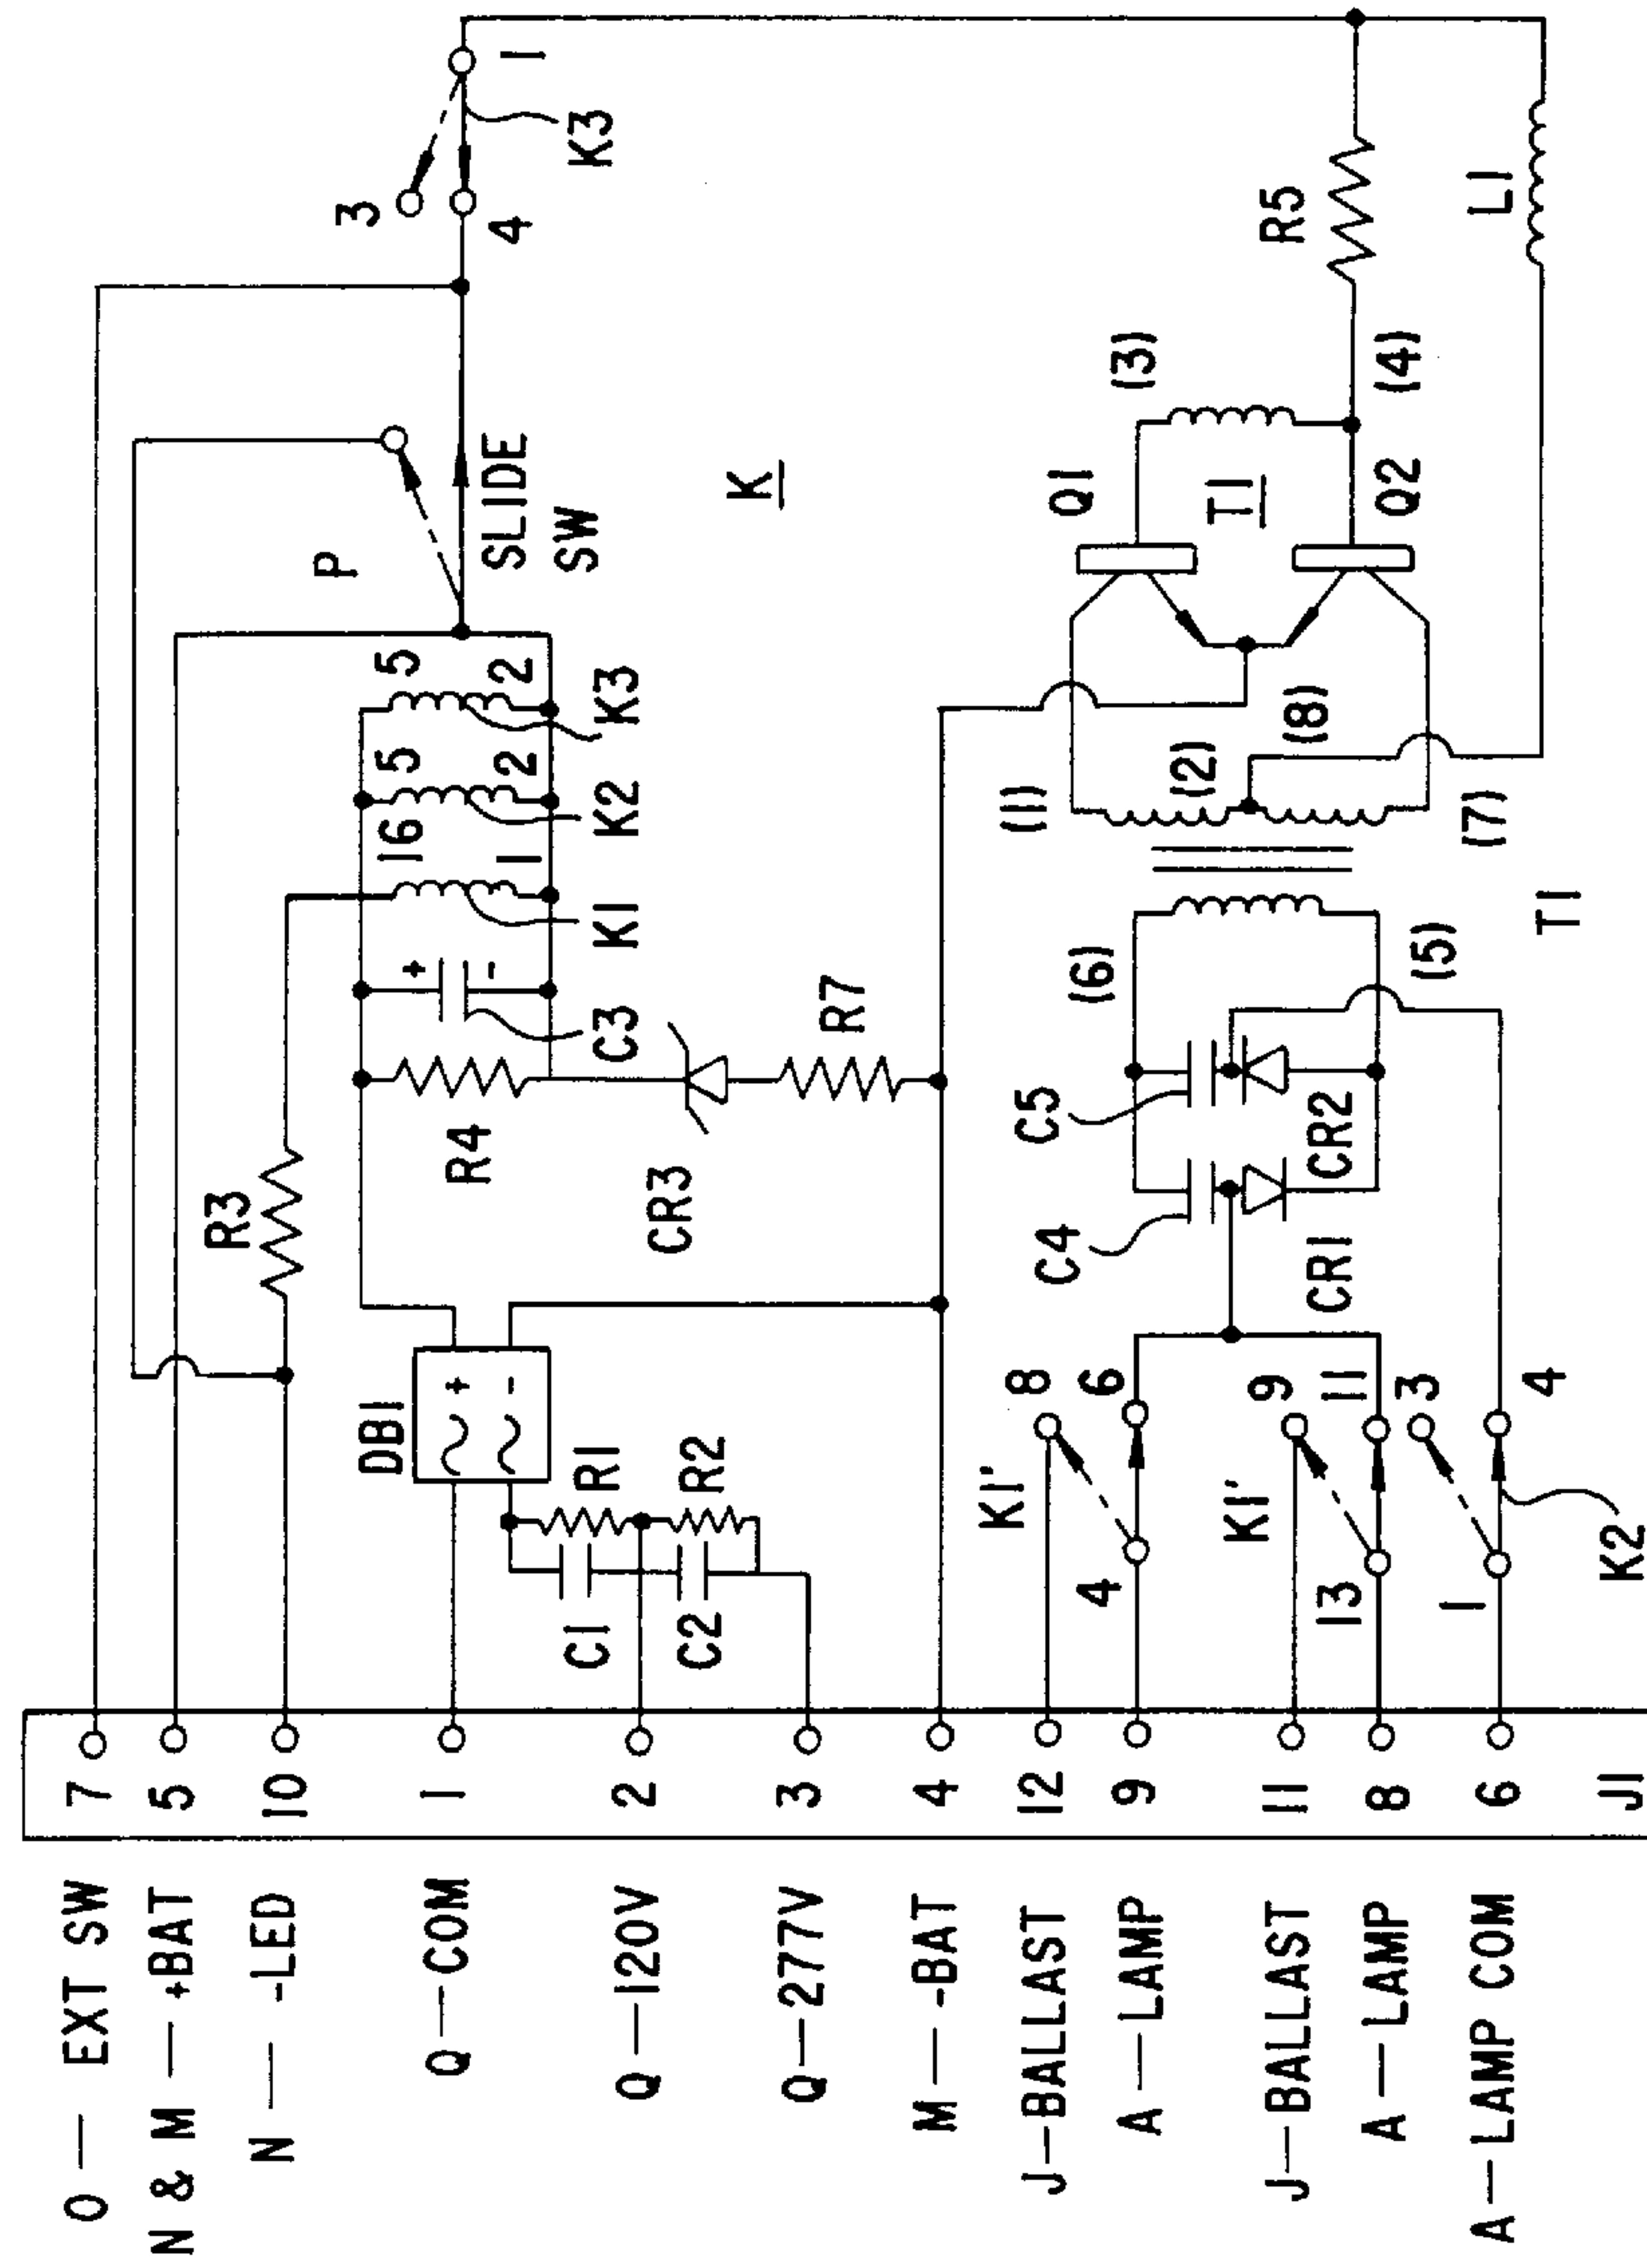 O — EXT SW
N & M — +BAT
N — -LED
Q — COM
Q — 120V
Q — 277V
M — -BAT
J — BALLAST
A — LAMP
J — BALLAST
A — LAMP
A — LAMP COM
7
5
10
1
2
3
4
12
9
11
8
6
J1
R3
DB1
~ +
~ -
C1
R1
C2
R2
R4
CR3
R7
C3
+
-
K1
16
1
K2
5
2
K3
5
2
P
SLIDE
SW
K
3
4
1
K3
K1'
4
8
6
K1'
13
9
11
1
3
4
K2
C4
CR1
C5
CR2
(6)
(5)
T1
(1)
(2)
(8)
(7)
Q1
T1
Q2
(3)
(4)
R5
L1